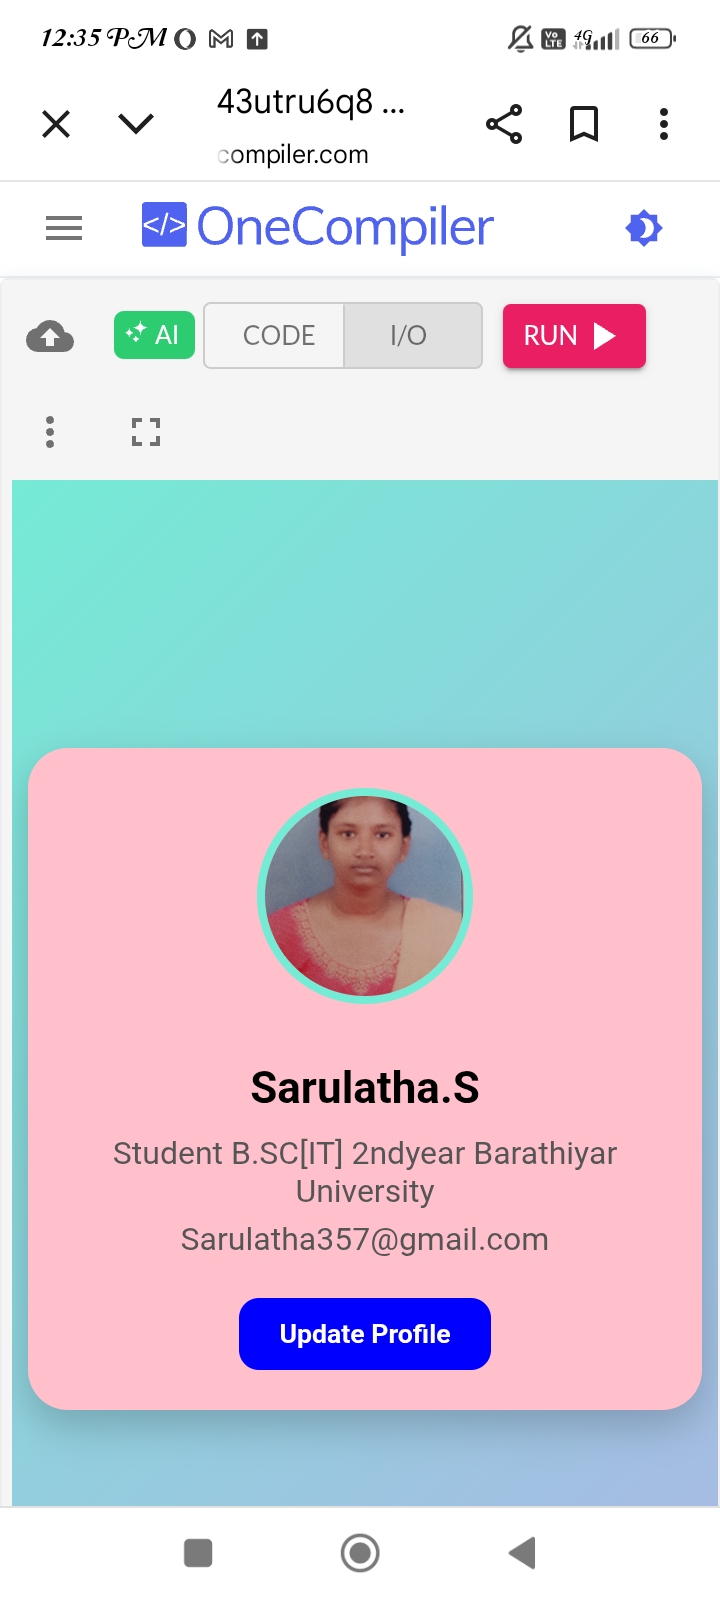 12:35 PM
4G
Vo
LTE
66
43utru6q8 ...
compiler.com
</> OneCompiler
AI
CODE
I/O
RUN
Sarulatha.S
Student B.SC[IT] 2ndyear Barathiyar
University
Sarulatha357@gmail.com
Update Profile